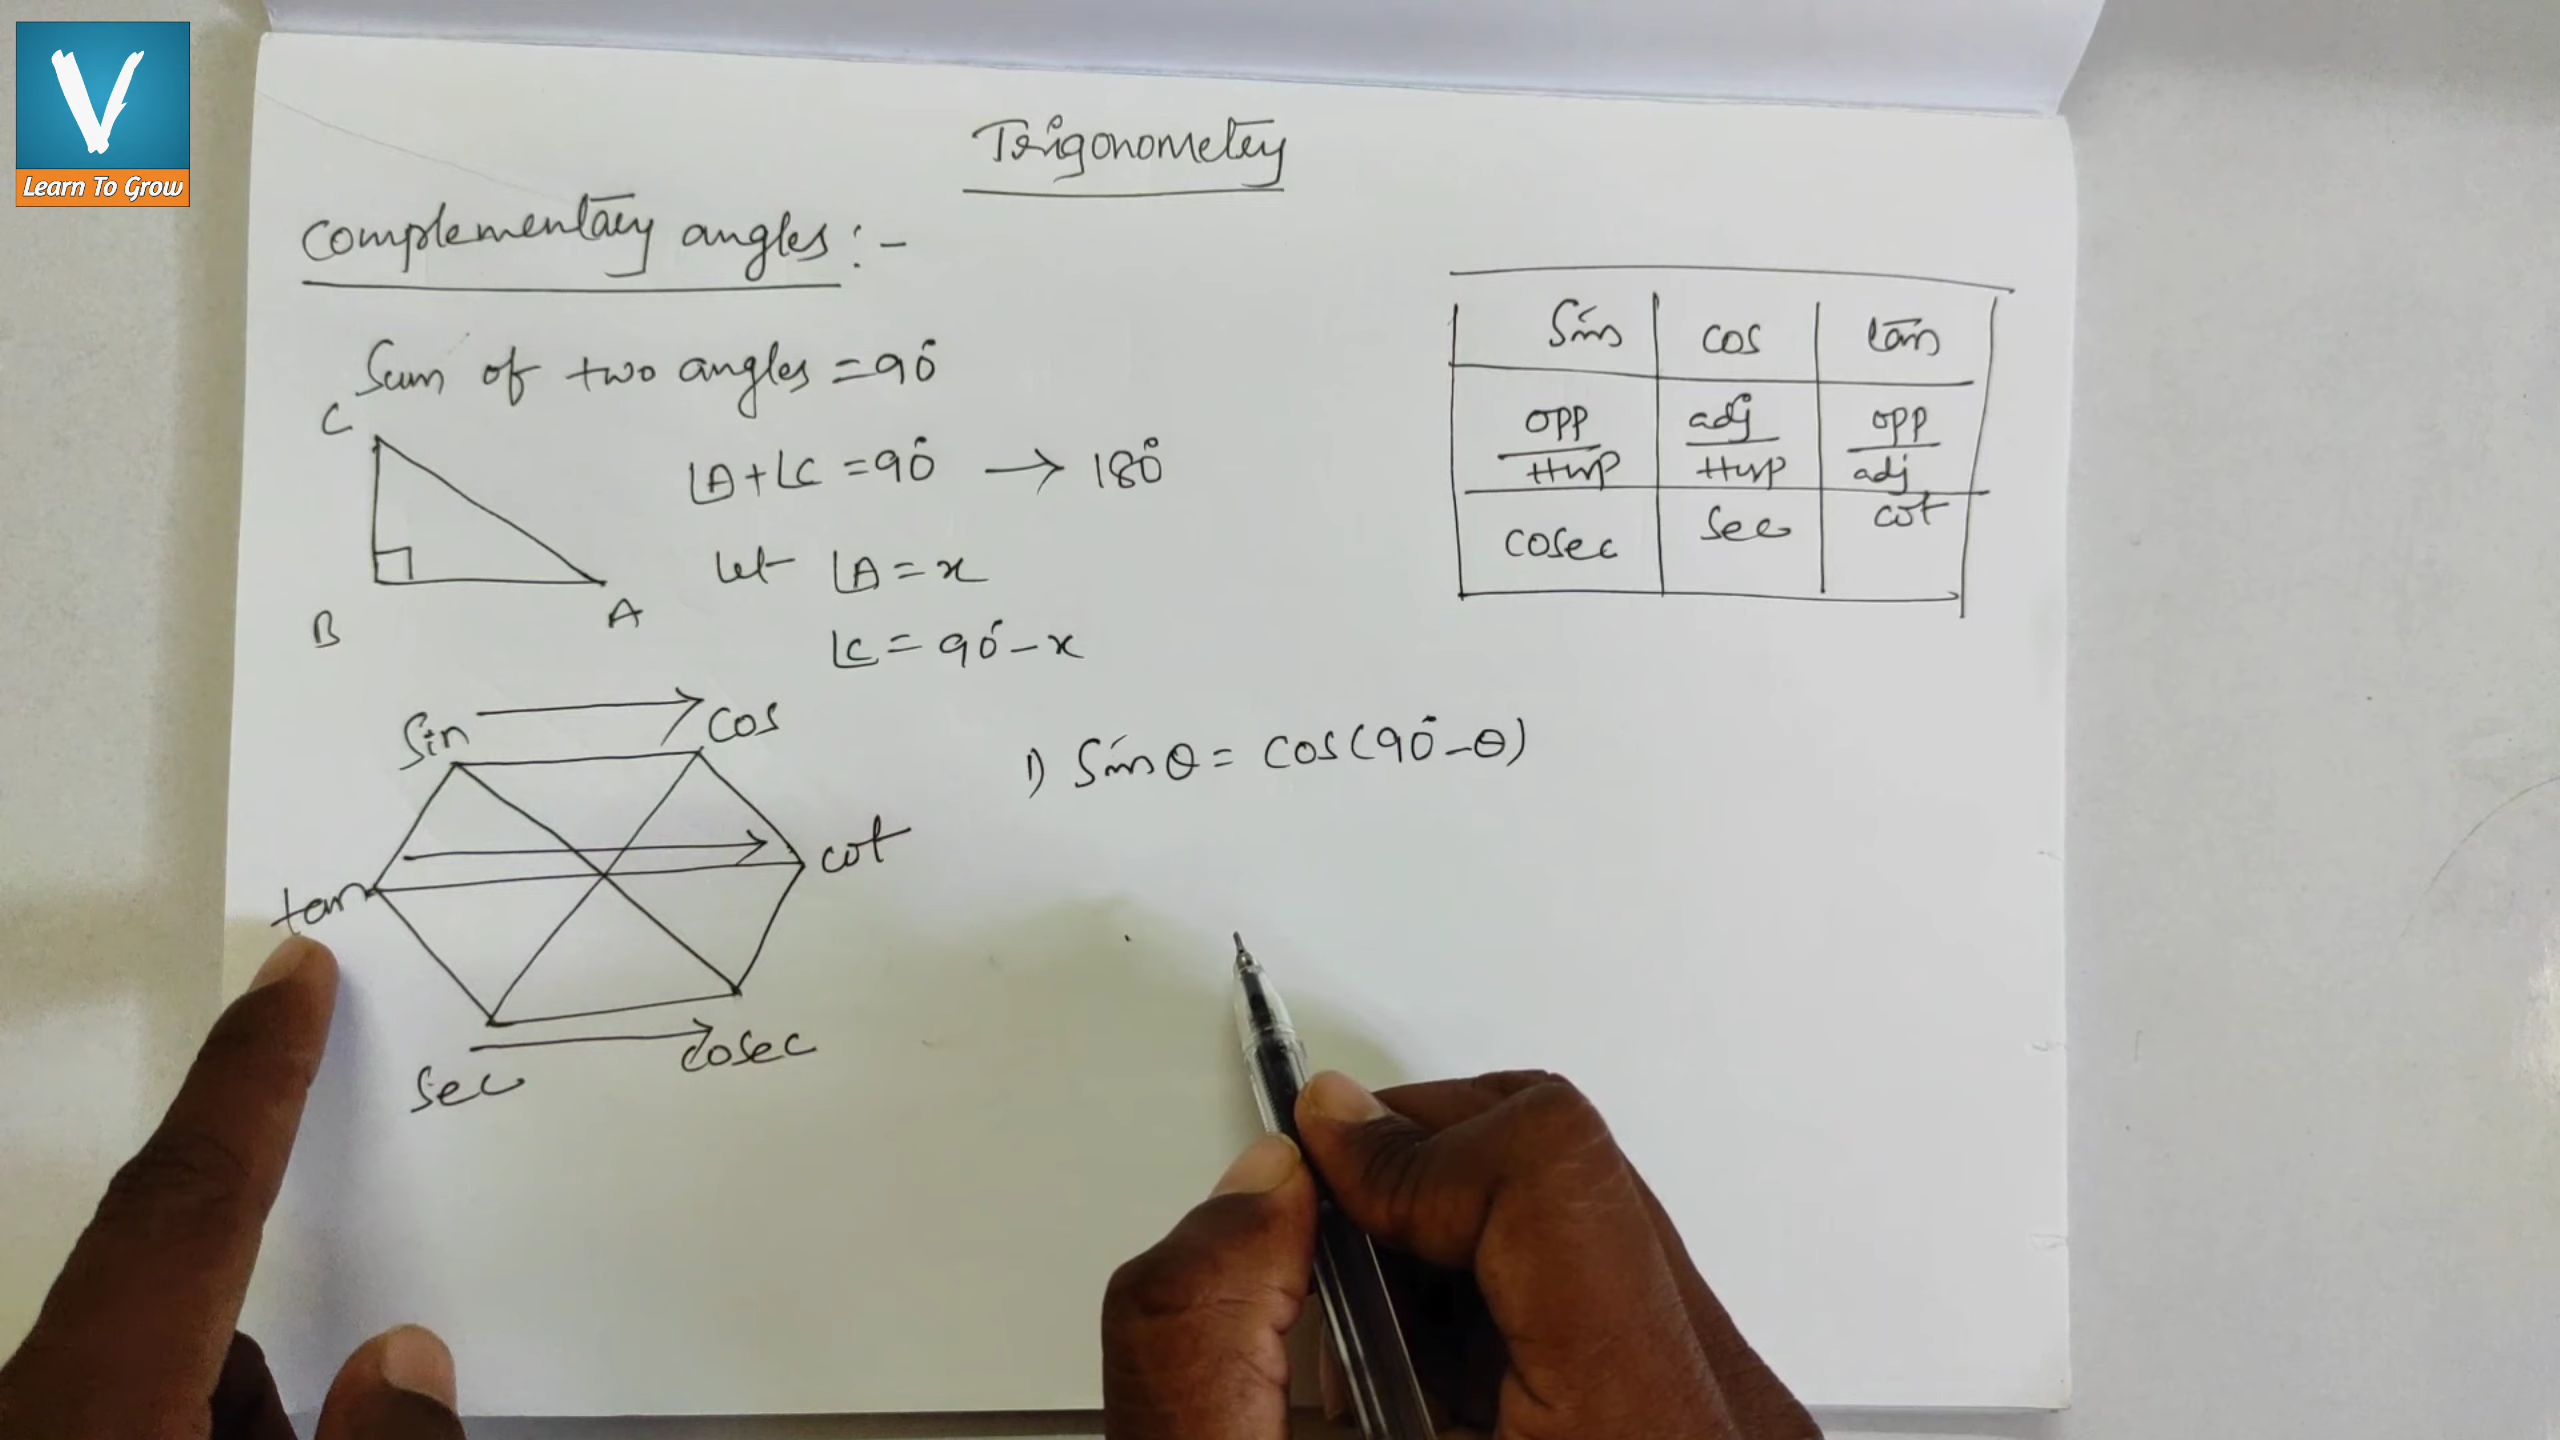 V
Learn To Grow
Trigonometry
Complementary angles :-
Sum of two angles = 90°
C
B
A
∠A + ∠C = 90° → 180°
let ∠A = x
∠C = 90° - x
Sin cos tan
opp/Hyp adj/Hyp opp/adj
cosec sec cot
Sin → cos
tan → cot
sec → cosec
1) Sin θ = cos(90° - θ)